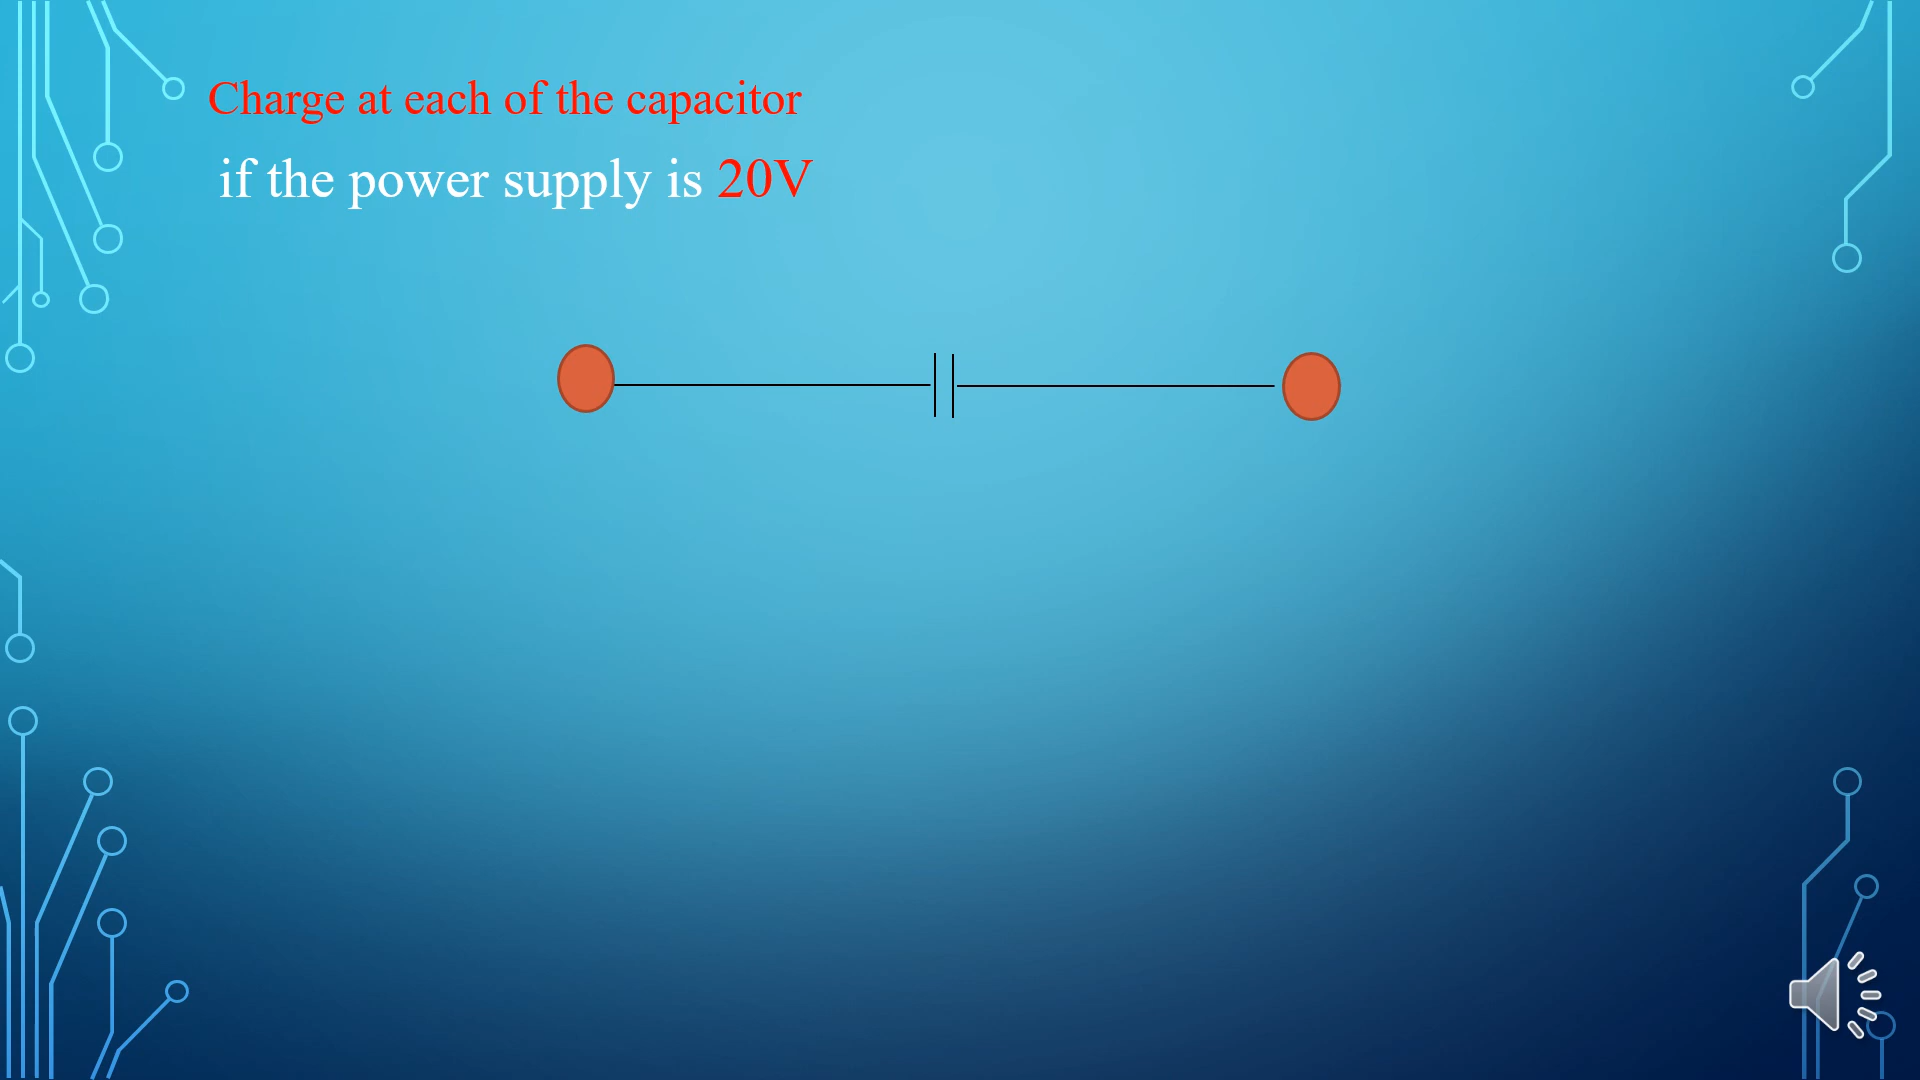 Charge at each of the capacitor
if the power supply is 20V